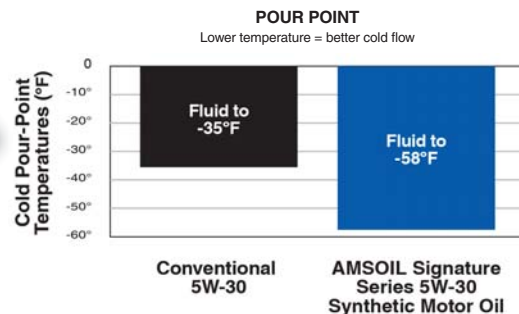 POUR POINT
Lower temperature = better cold flow
Cold Pour-Point
Temperatures (°F)
0
-10°
-20°
-30°
-40°
-50°
-60°
Fluid to
-35°F
Fluid to
-58°F
Conventional
5W-30
AMSOIL Signature
Series 5W-30
Synthetic Motor Oil